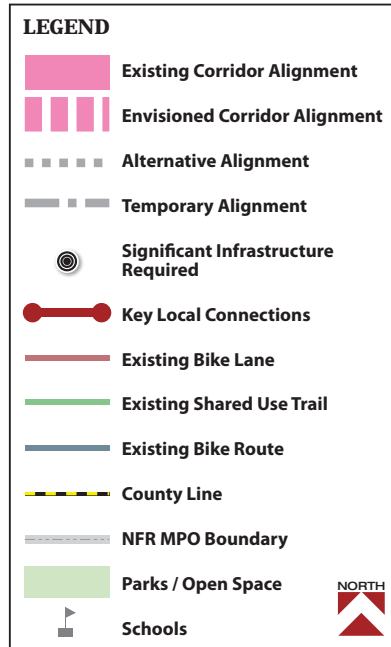 LEGEND
Existing Corridor Alignment
Envisioned Corridor Alignment
Alternative Alignment
Temporary Alignment
Significant Infrastructure
Required
Key Local Connections
Existing Bike Lane
Existing Shared Use Trail
Existing Bike Route
County Line
NFR MPO Boundary
Parks / Open Space
NORTH
Schools